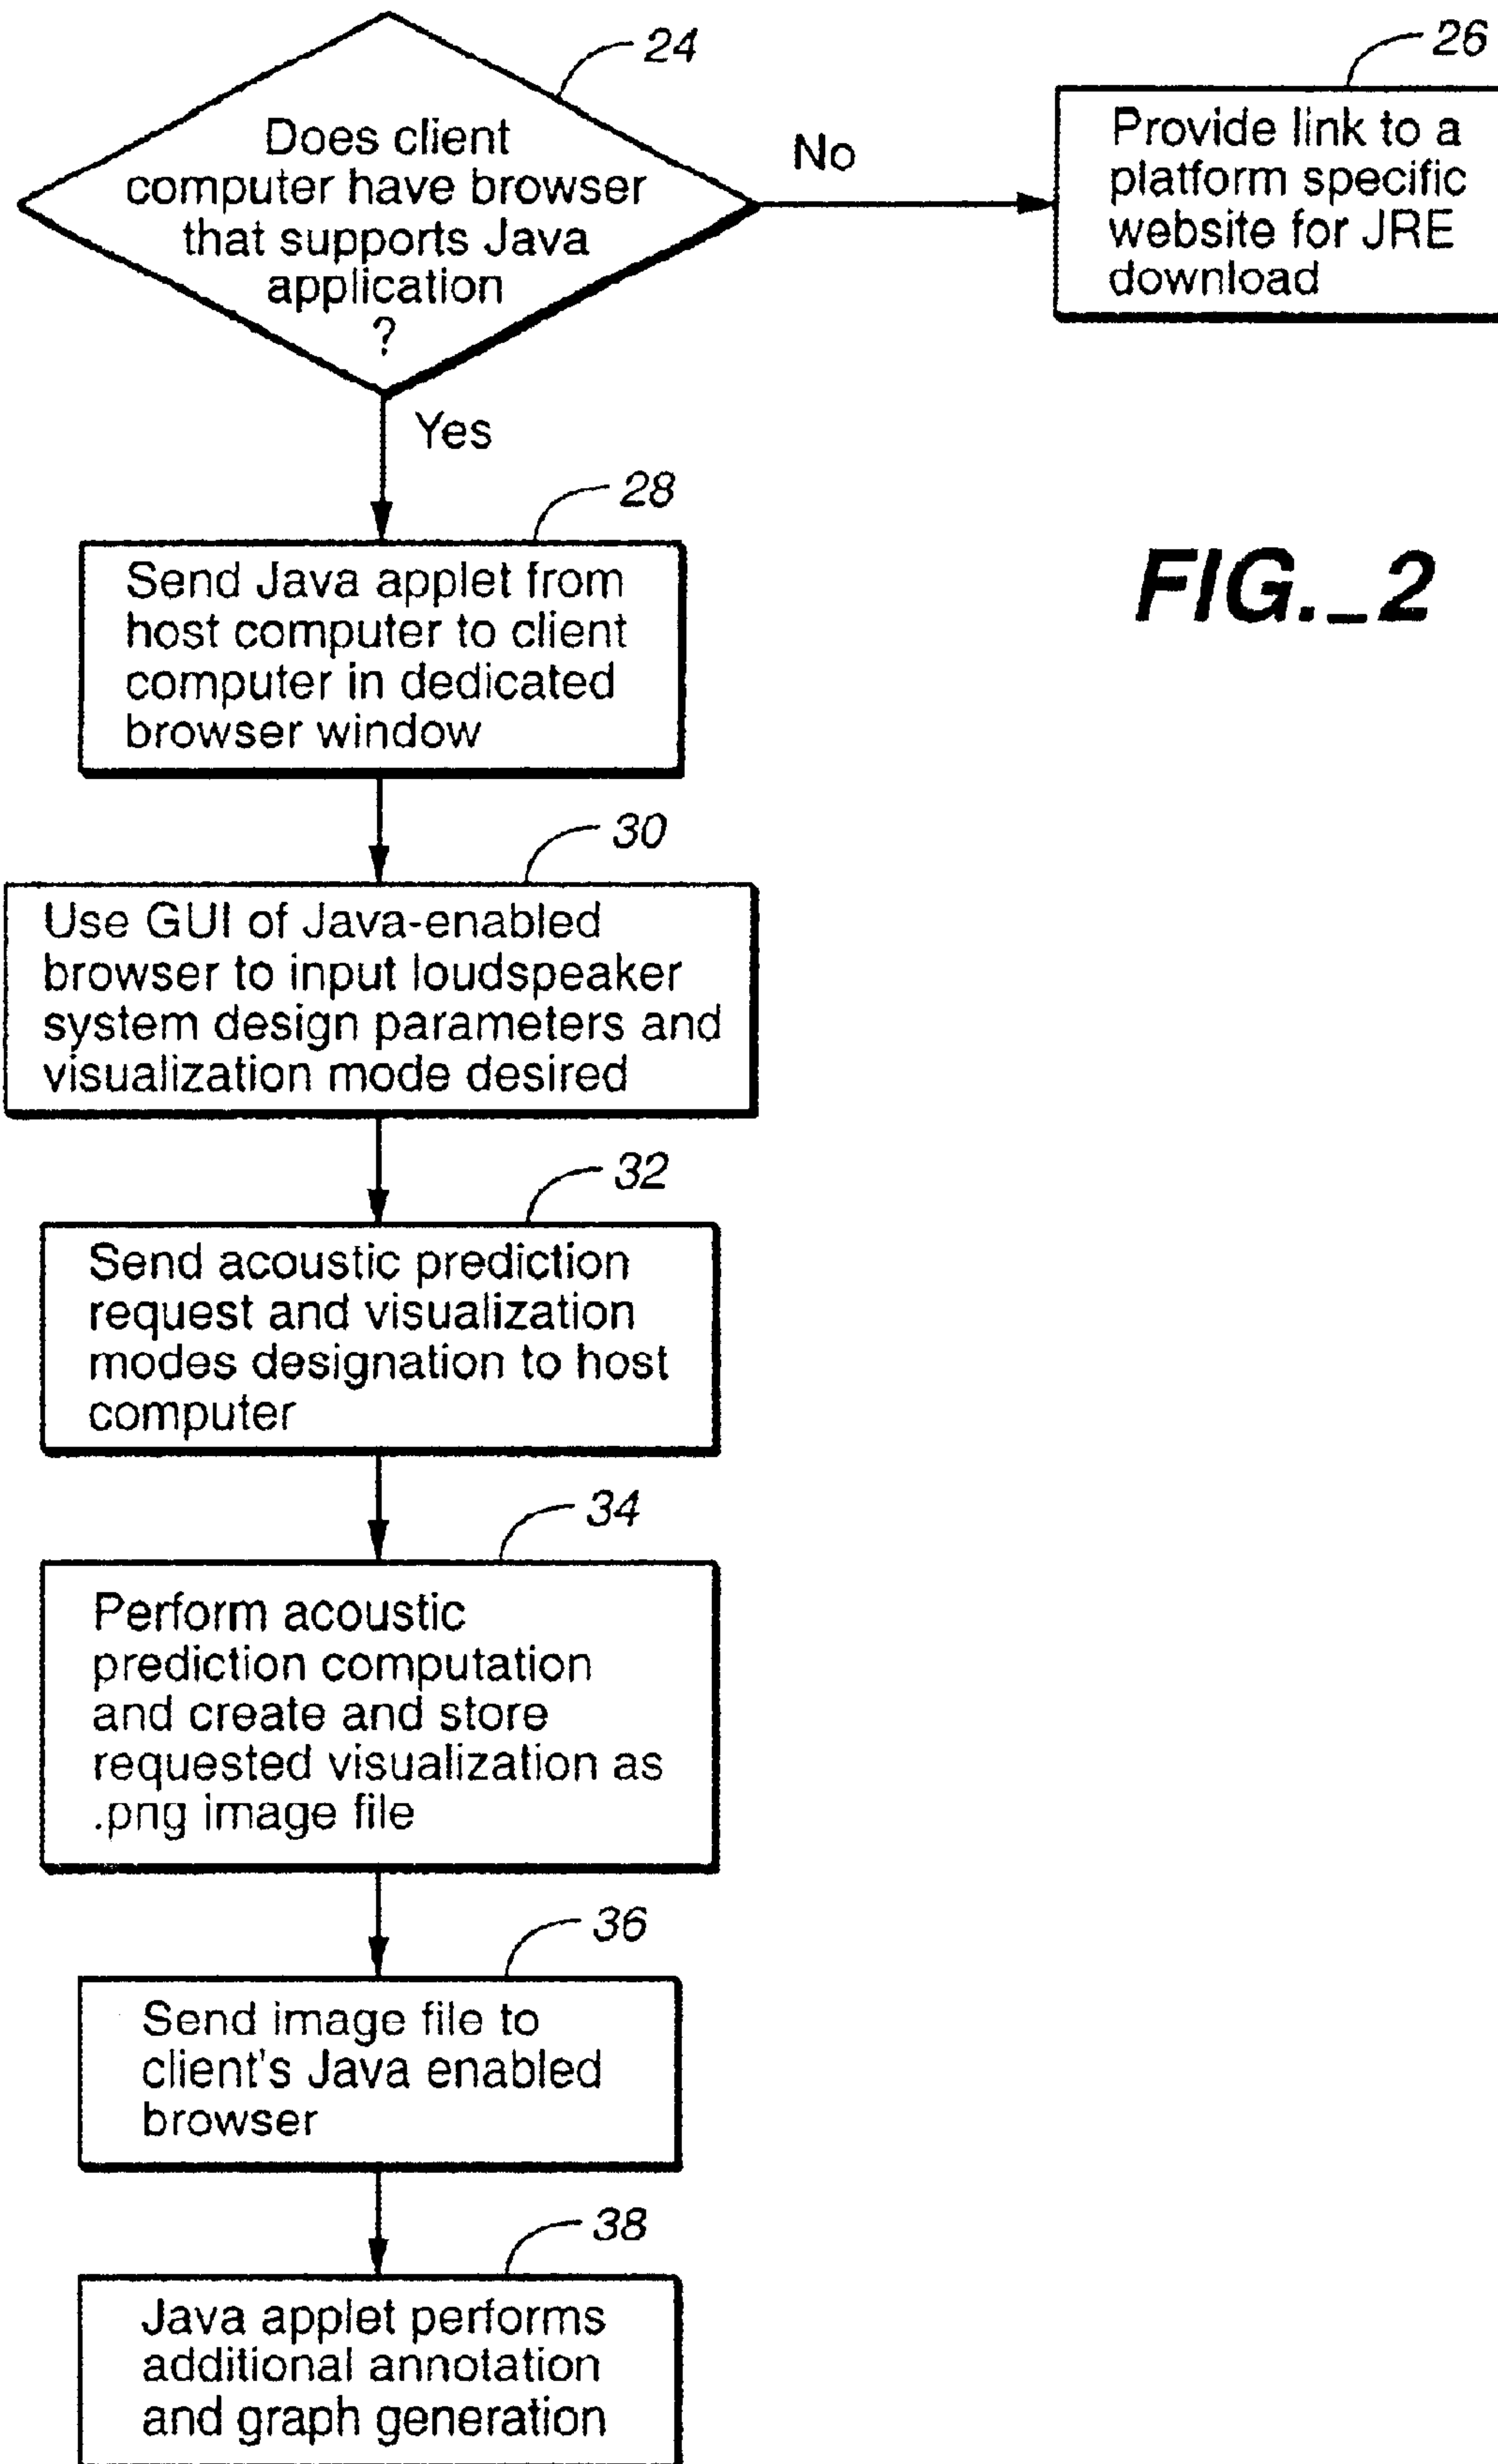 24
Does client
computer have browser
that supports Java
application
?
No
26
Provide link to a
platform specific
website for JRE
download
Yes
28
Send Java applet from
host computer to client
computer in dedicated
browser window
FIG._2
30
Use GUI of Java-enabled
browser to input loudspeaker
system design parameters and
visualization mode desired
32
Send acoustic prediction
request and visualization
modes designation to host
computer
34
Perform acoustic
prediction computation
and create and store
requested visualization as
.png image file
36
Send image file to
client's Java enabled
browser
38
Java applet performs
additional annotation
and graph generation